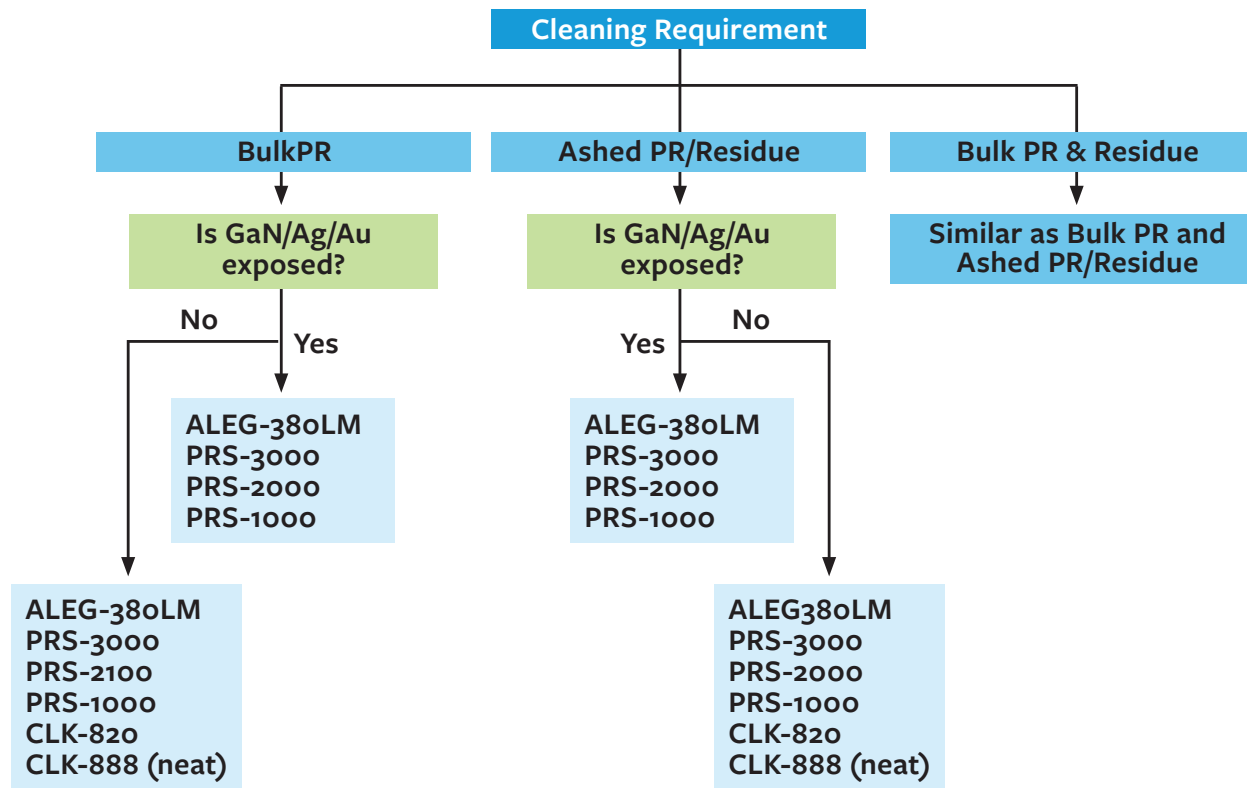 Cleaning Requirement
BulkPR
Ashed PR/Residue
Bulk PR & Residue
Is GaN/Ag/Au
exposed?
Is GaN/Ag/Au
exposed?
Similar as Bulk PR and
Ashed PR/Residue
No
Yes
Yes
No
ALEG-380LM
PRS-3000
PRS-2000
PRS-1000
ALEG-380LM
PRS-3000
PRS-2000
PRS-1000
ALEG-380LM
PRS-3000
PRS-2100
PRS-1000
CLK-820
CLK-888 (neat)
ALEG380LM
PRS-3000
PRS-2000
PRS-1000
CLK-820
CLK-888 (neat)